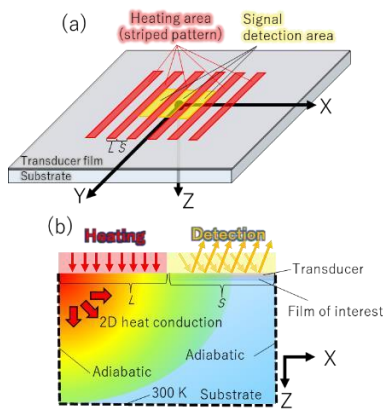 (a)
Heating area
(striped pattern)
Signal
detection area
X
L S
Transducer film
Substrate
Y
Z
(b)
Heating
Detection
Transducer
L
S
Film of interest
2D heat conduction
Adiabatic
Adiabatic
X
300 K
Substrate
Z